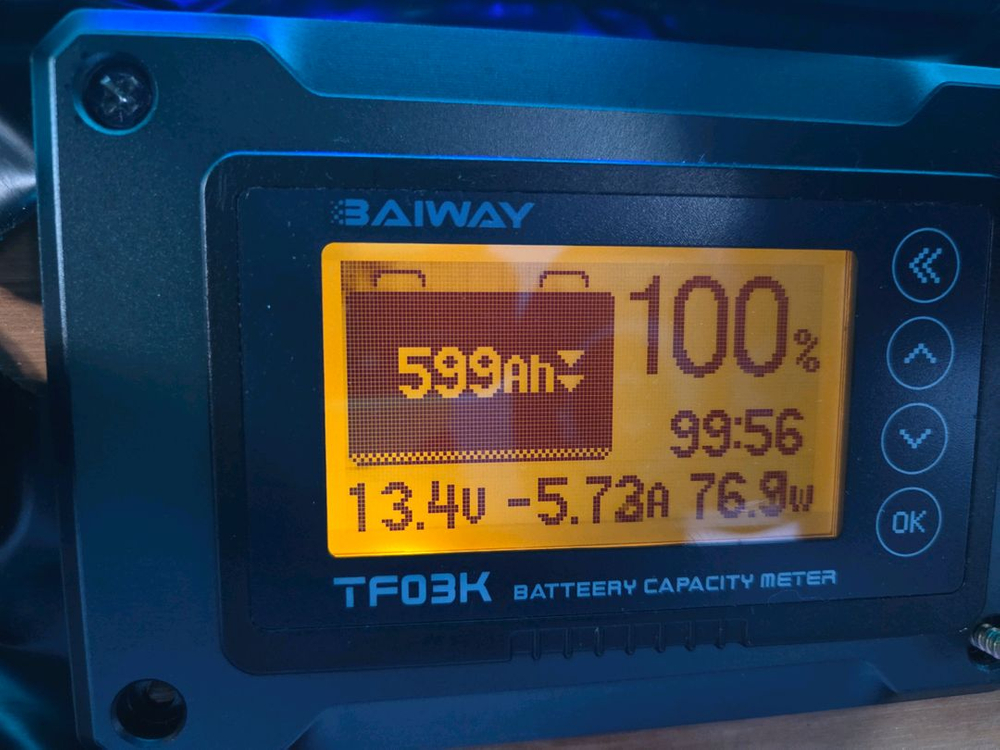 BAIWAY
599Ah
100%
99:56
13.4V -5.73A 76.9W
OK
TF03K BATTEERY CAPACITY METER